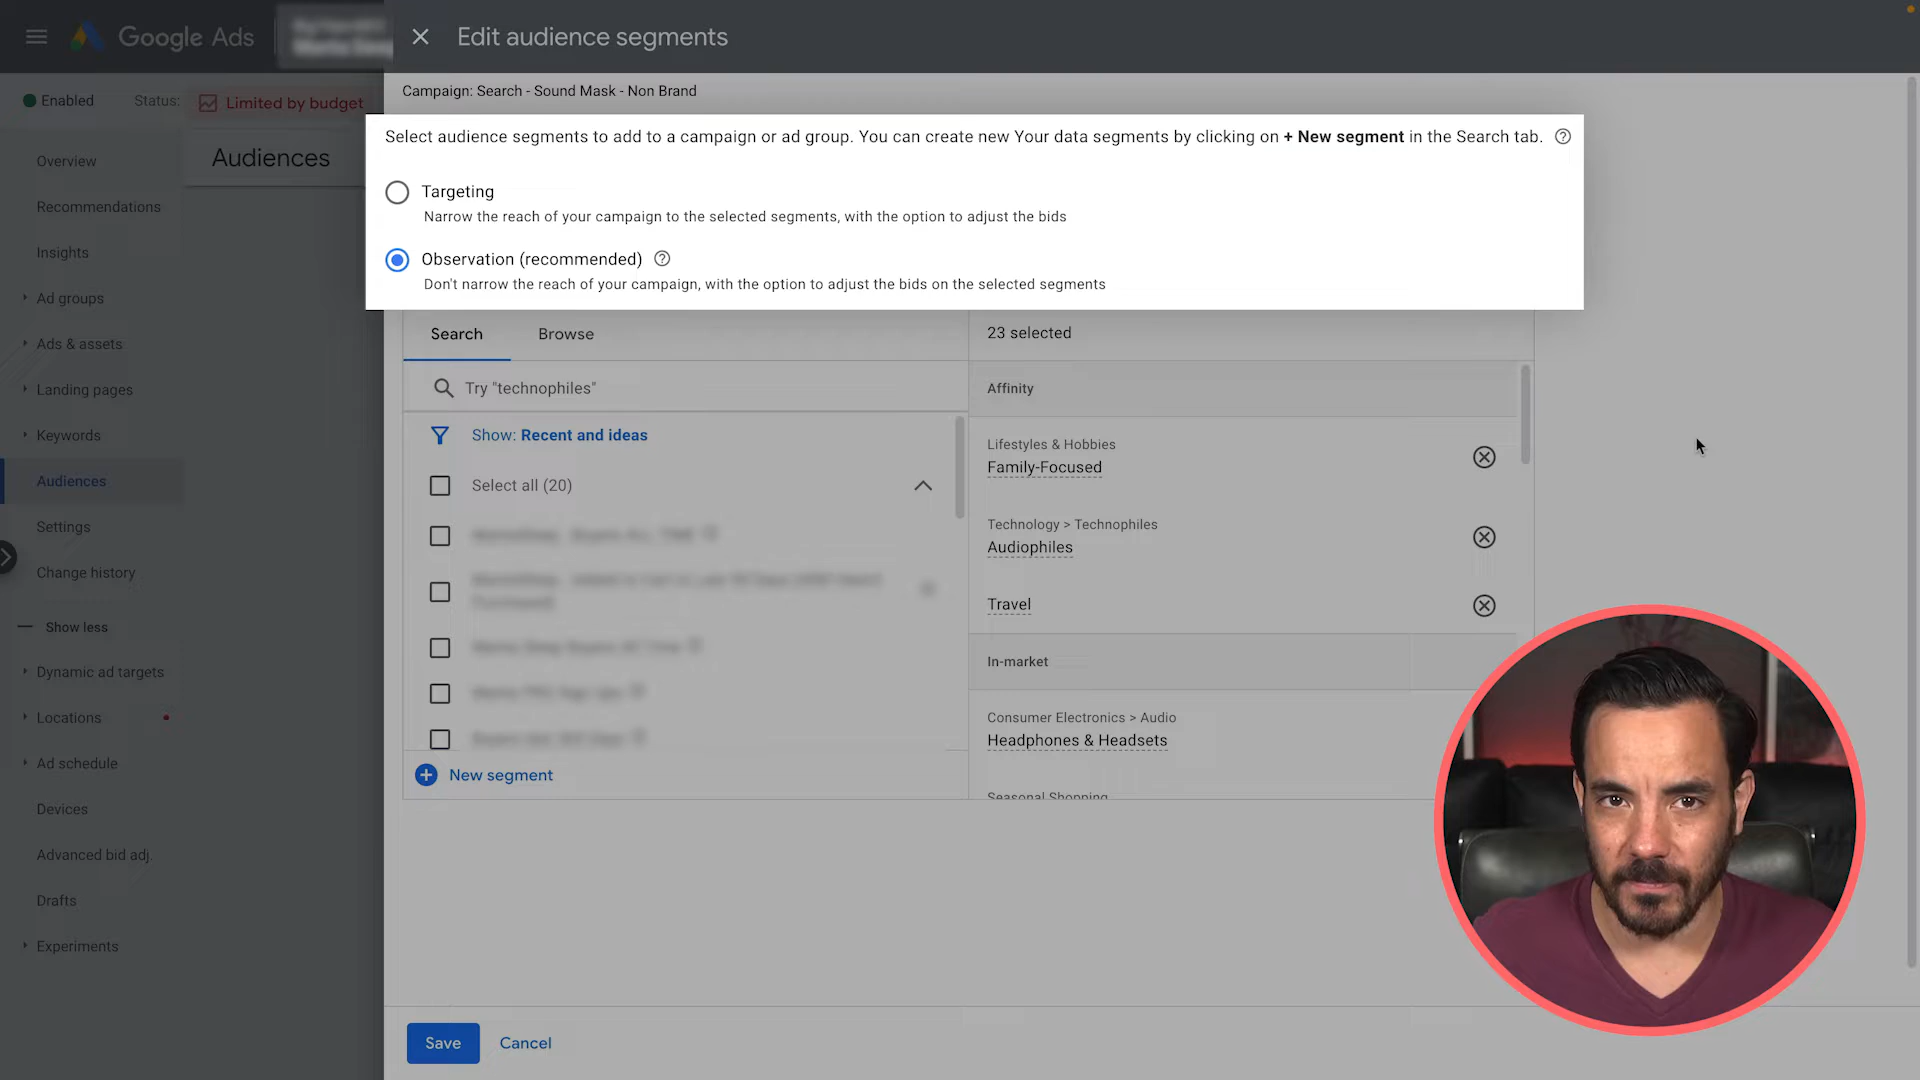 Google Ads
Edit audience segments
Enabled
Status:
Limited by budget
Campaign: Search - Sound Mask - Non Brand
Audiences
Select audience segments to add to a campaign or ad group. You can create new Your data segments by clicking on + New segment in the Search tab.
Targeting
Narrow the reach of your campaign to the selected segments, with the option to adjust the bids
Observation (recommended)
Don't narrow the reach of your campaign, with the option to adjust the bids on the selected segments
Overview
Recommendations
Insights
Ad groups
Ads & assets
Landing pages
Keywords
Audiences
Settings
Change history
Show less
Dynamic ad targets
Locations
Ad schedule
Devices
Advanced bid adj.
Drafts
Experiments
Search
Browse
Try "technophiles"
Show: Recent and ideas
Select all (20)
New segment
23 selected
Affinity
Lifestyles & Hobbies
Family-Focused
Technology > Technophiles
Audiophiles
Travel
In-market
Consumer Electronics > Audio
Headphones & Headsets
Seasonal Shopping
Save
Cancel